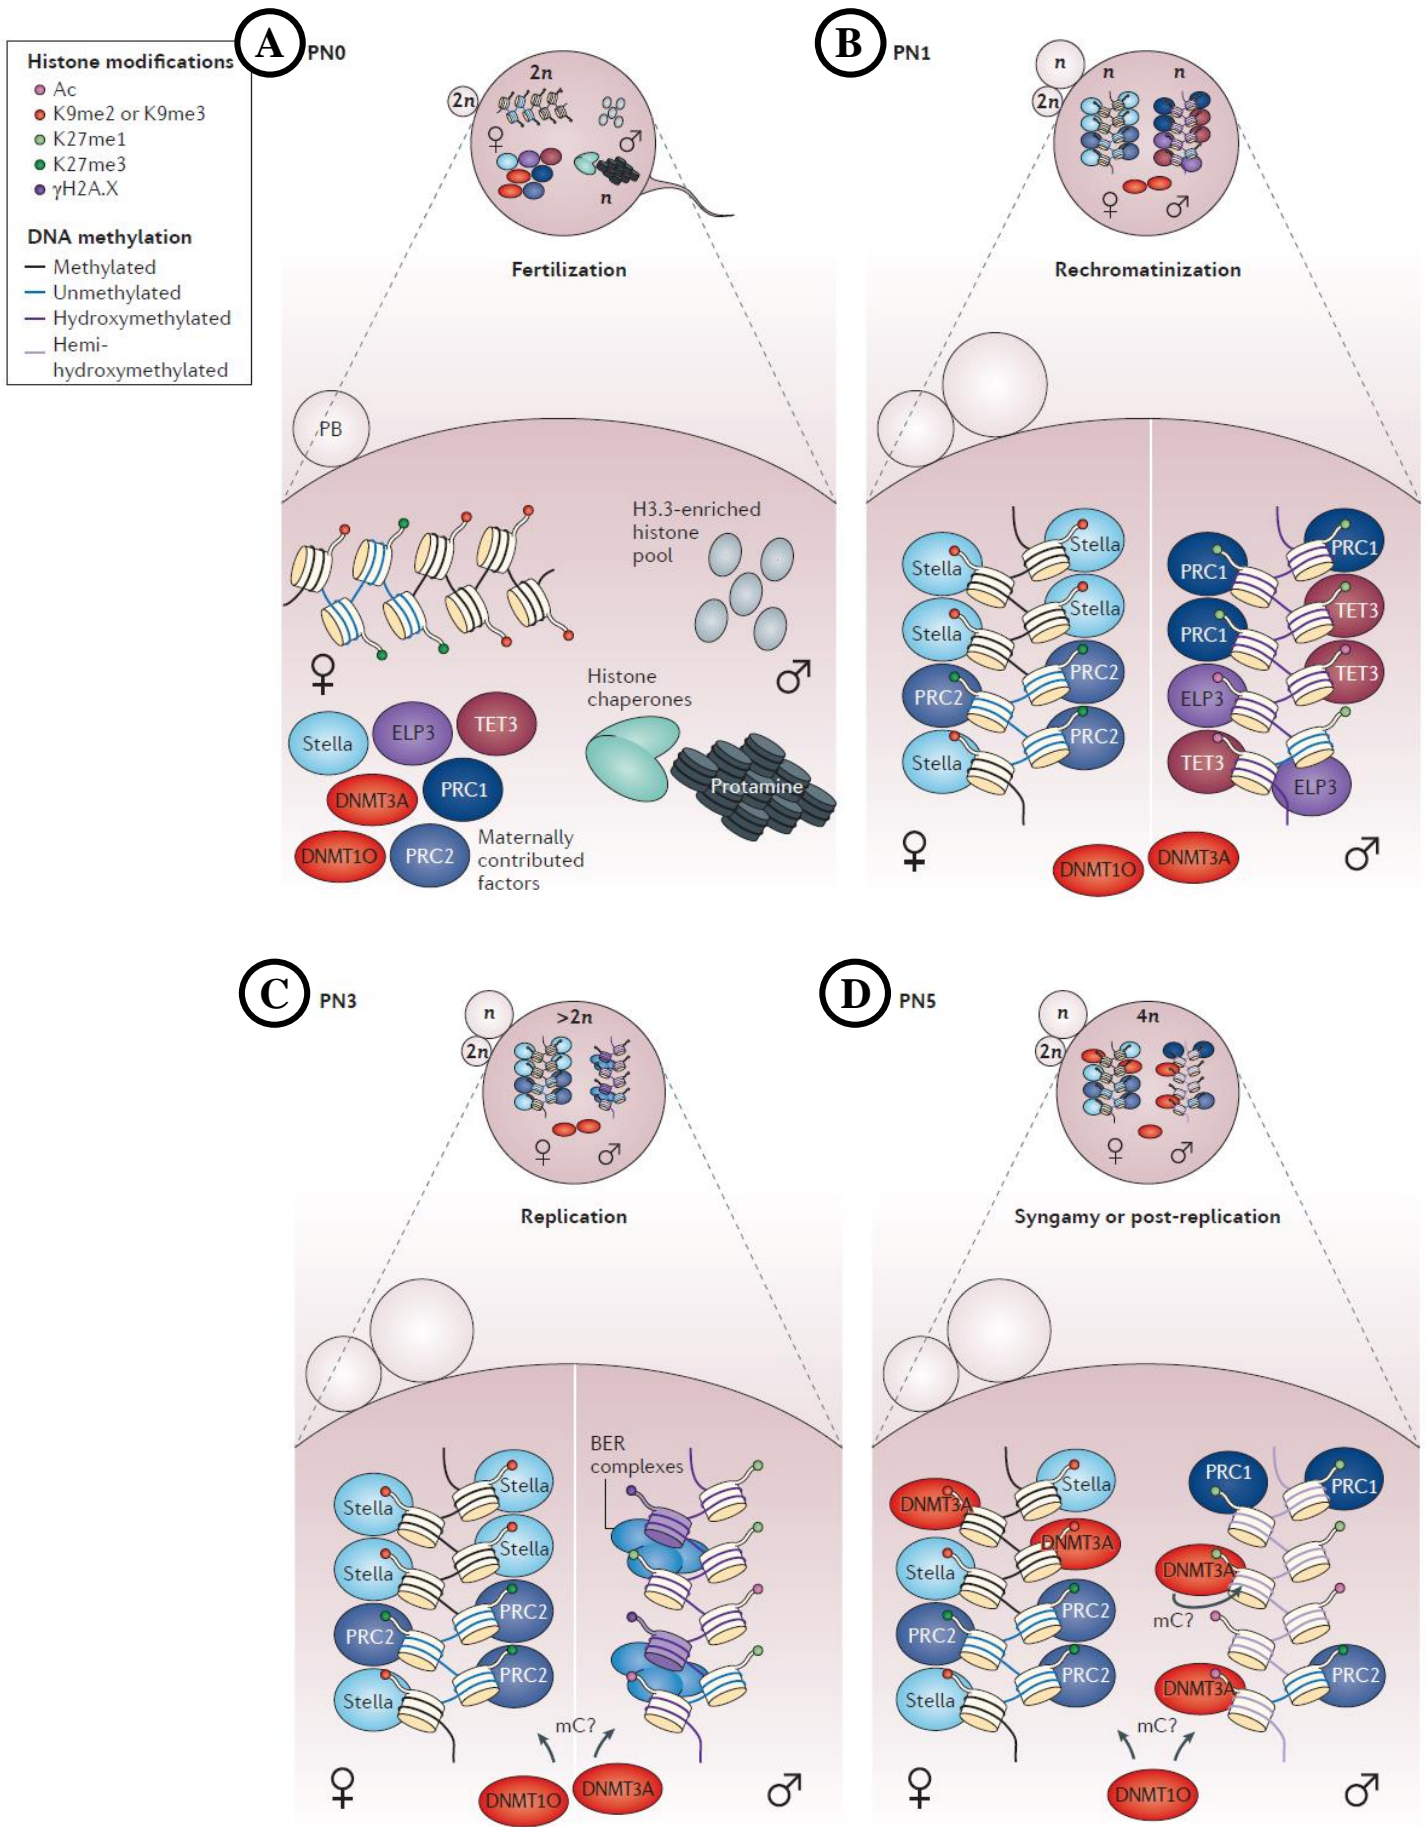 Histone modifications
Ac
K9me2 or K9me3
K27me1
K27me3
γH2A.X
DNA methylation
Methylated
Unmethylated
Hydroxymethylated
Hemi-
hydroxymethylated
A PN0
2n
2n
♀
♂
n
Fertilization
PB
H3.3-enriched
histone
pool
♀
♂
Histone
chaperones
Stella
ELP3
TET3
DNMT3A
PRC1
Protamine
DNMT1O
PRC2
Maternally
contributed
factors
B PN1
n
2n
n
n
♀
♂
Rechromatinization
Stella
Stella
Stella
Stella
PRC2
PRC2
PRC2
Stella
PRC1
PRC1
TET3
PRC1
TET3
ELP3
TET3
ELP3
♀
♂
DNMT1O
DNMT3A
C PN3
n
2n
>2n
♀
♂
Replication
BER
complexes
Stella
Stella
Stella
Stella
PRC2
PRC2
PRC2
Stella
mC?
♀
♂
DNMT1O
DNMT3A
D PN5
n
2n
4n
♀
♂
Syngamy or post-replication
Stella
DNMT3A
DNMT3A
Stella
PRC2
PRC2
PRC2
Stella
PRC1
PRC1
DNMT3A
mC?
PRC2
DNMT3A
mC?
♀
♂
DNMT1O